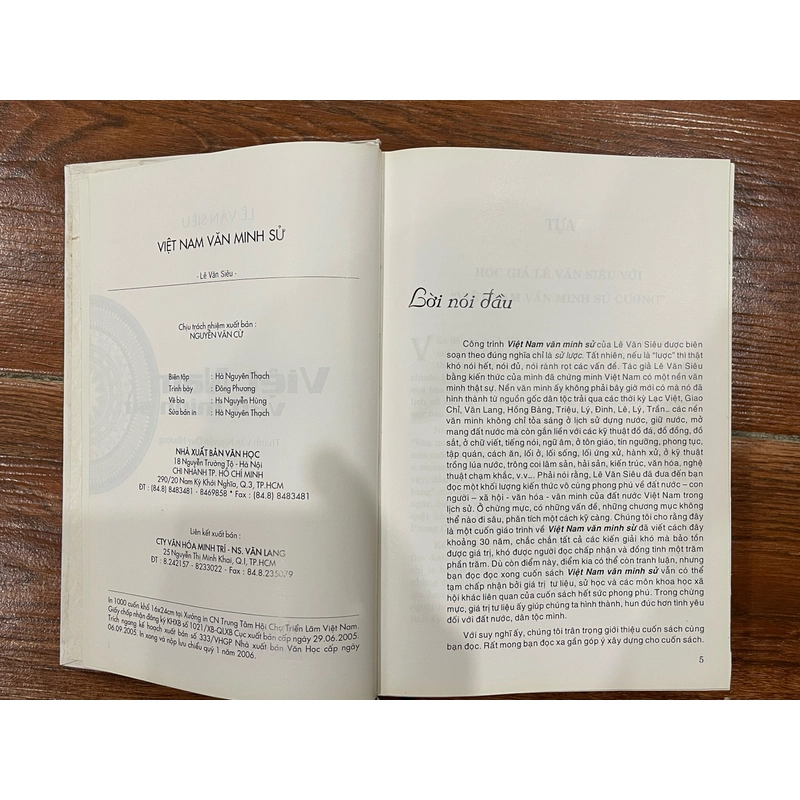 VIỆT NAM VĂN MINH SỬ
- Lê Văn Siêu -
Chịu trách nhiệm xuất bản :
NGUYỄN VĂN CỪ
Biên tập : Hà Nguyên Thạch
Trình bày : Đông Phương
Vẽ bìa : Hs Nguyễn Hùng
Sửa bản in : Hà Nguyên Thạch
NHÀ XUẤT BẢN VĂN HỌC
18 Nguyễn Trường Tộ - Hà Nội
CHI NHÁNH TP. HỒ CHÍ MINH
290/20 Nam Kỳ Khởi Nghĩa, Q.3, TP.HCM
ĐT : (84.8) 8483481 - 8469858 * Fax : (84.8) 8483481
Liên kết xuất bản :
CTY VĂN HÓA MINH TRÍ - NS. VĂN LANG
25 Nguyễn Thị Minh Khai, Q.I, TP.HCM
ĐT : 8.242157 - 8233022 - Fax : 84.8.235079
In 1000 cuốn khổ 16x24cm tại Xưởng in CN Trung Tâm Hội Chợ Triển Lãm Việt Nam.
Giấy chấp nhận đăng ký KHXB số 1021/XB-QLXB Cục xuất bản cấp ngày 29.06.2005.
Trích ngang kế hoạch xuất bản số 333/VHGP Nhà xuất bản Văn Học cấp ngày
06.09.2005. In xong và nộp lưu chiểu quý 1 năm 2006.
TỰA
HỌC GIẢ LÊ VĂN SIÊU VỚI
Lời nói đầu
Công trình Việt Nam văn minh sử của Lê Văn Siêu được biên
soạn theo đúng nghĩa chỉ là sử lược. Tất nhiên, nếu là “lược” thì thật
khó nói hết, nói đủ, nói rành rọt các vấn đề. Tác giả Lê Văn Siêu
bằng kiến thức của mình đã chứng minh Việt Nam có một nền văn
minh thật sự. Nền văn minh ấy không phải bây giờ mới có mà nó đã
hình thành từ nguồn gốc dân tộc trải qua các thời kỳ Lạc Việt, Giao
Chỉ, Văn Lang, Hồng Bàng, Triệu, Lý, Đinh, Lê, Lý, Trần... các nền
văn minh không chỉ tỏa sáng ở lịch sử dựng nước, giữ nước, mở
mang đất nước mà còn gắn liền với các kỹ thuật đồ đá, đồ đồng, đồ
sắt, ở chữ viết, tiếng nói, ngữ âm, ở tôn giáo, tín ngưỡng, phong tục,
tập quán, cách ăn, lối ở, lối sống, lối ứng xử, hành xử, ở kỹ thuật
trồng lúa nước, trồng coi lâm sản, hải sản, kiến trúc, văn hóa, nghệ
thuật chạm khắc, v.v... Phải nói rằng, Lê Văn Siêu đã đưa đến bạn
đọc một khối lượng kiến thức vô cùng phong phú về đất nước – con
người – xã hội - văn hóa - văn minh của đất nước Việt Nam trong
lịch sử. Ở chừng mực, có những vấn đề, có những chương mục không
thể nào đi sâu, phân tích một cách kỹ càng. Chúng tôi cho rằng đây
là một cuốn giáo trình về Việt Nam văn minh sử đã viết cách đây
khoảng 30 năm, chắc chắn tất cả các kiến giải khó mà bảo tồn
được giá trị, khó được người đọc chấp nhận và đồng tình một trăm
phần trăm. Dù còn điểm này, điểm kia có thể còn tranh luận, nhưng
bạn đọc đọc xong cuốn sách Việt Nam văn minh sử vẫn có thể
tạm chấp nhận bởi giá trị tư liệu, sử học và các môn khoa học xã
hội khác liên quan của cuốn sách hết sức phong phú. Trong chừng
mực, giá trị tư liệu ấy giúp chúng ta hình thành, hun đúc hơn tình yêu
đối với đất nước, dân tộc mình.
Với suy nghĩ ấy, chúng tôi trân trọng giới thiệu cuốn sách cùng
bạn đọc. Rất mong bạn đọc xa gần góp ý xây dựng cho cuốn sách.
5